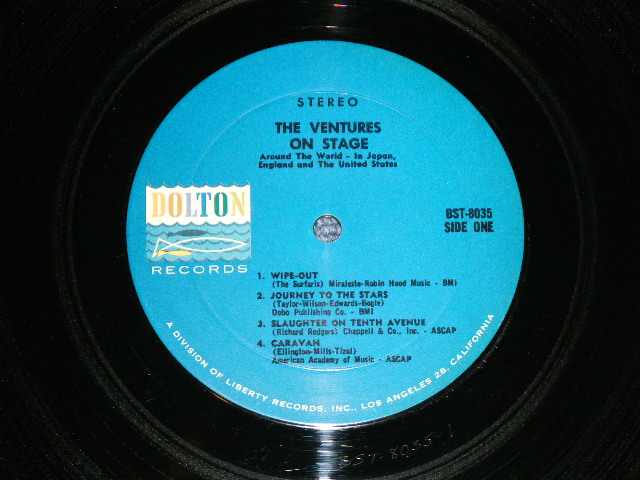 STEREO
THE VENTURES
ON STAGE
Around The World - In Japan,
England and The United States
DOLTON
RECORDS
BST-8035
SIDE ONE
1. WIPE-OUT
(The Surfaris) Miraleste-Robin Hood Music - BMI
2. JOURNEY TO THE STARS
(Taylor-Wilson-Edwards-Bogle)
Dobo Publishing Co. - BMI
3. SLAUGHTER ON TENTH AVENUE
(Richard Rodgers) Chappell & Co., Inc. - ASCAP
4. CARAVAN
(Ellington-Mills-Tizol)
American Academy of Music - ASCAP
A DIVISION OF LIBERTY RECORDS, INC., LOS ANGELES 28, CALIFORNIA
BST-8035-1